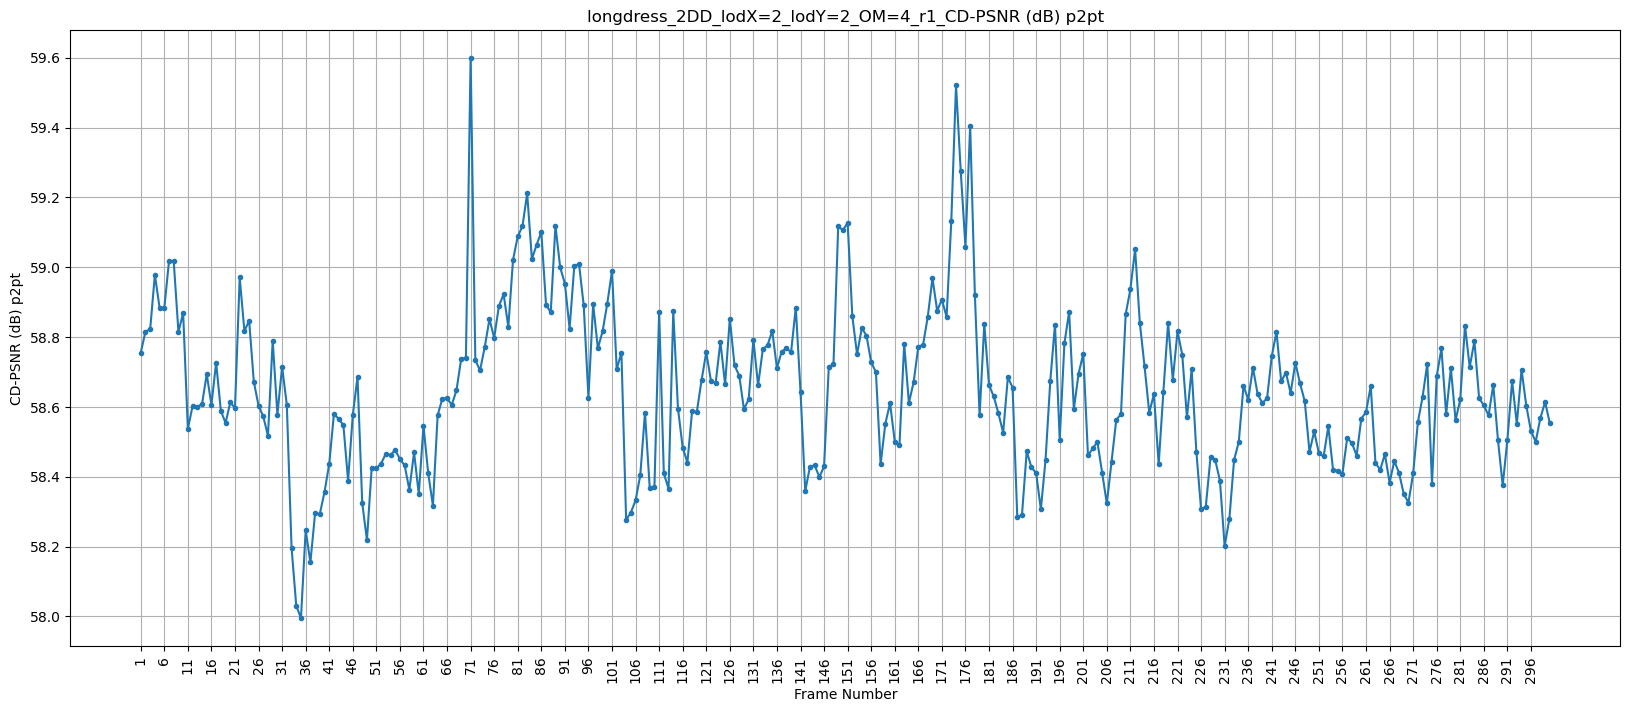 longdress_2DD_lodX=2_lodY=2_OM=4_r1_CD-PSNR (dB) p2pt
CD-PSNR (dB) p2pt
59.6
59.4
59.2
59.0
58.8
58.6
58.4
58.2
58.0
1 6 11 16 21 26 31 36 41 46 51 56 61 66 71 76 81 86 91 96 101 106 111 116 121 126 131 136 141 146 151 156 161 166 171 176 181 186 191 196 201 206 211 216 221 226 231 236 241 246 251 256 261 266 271 276 281 286 291 296
Frame Number